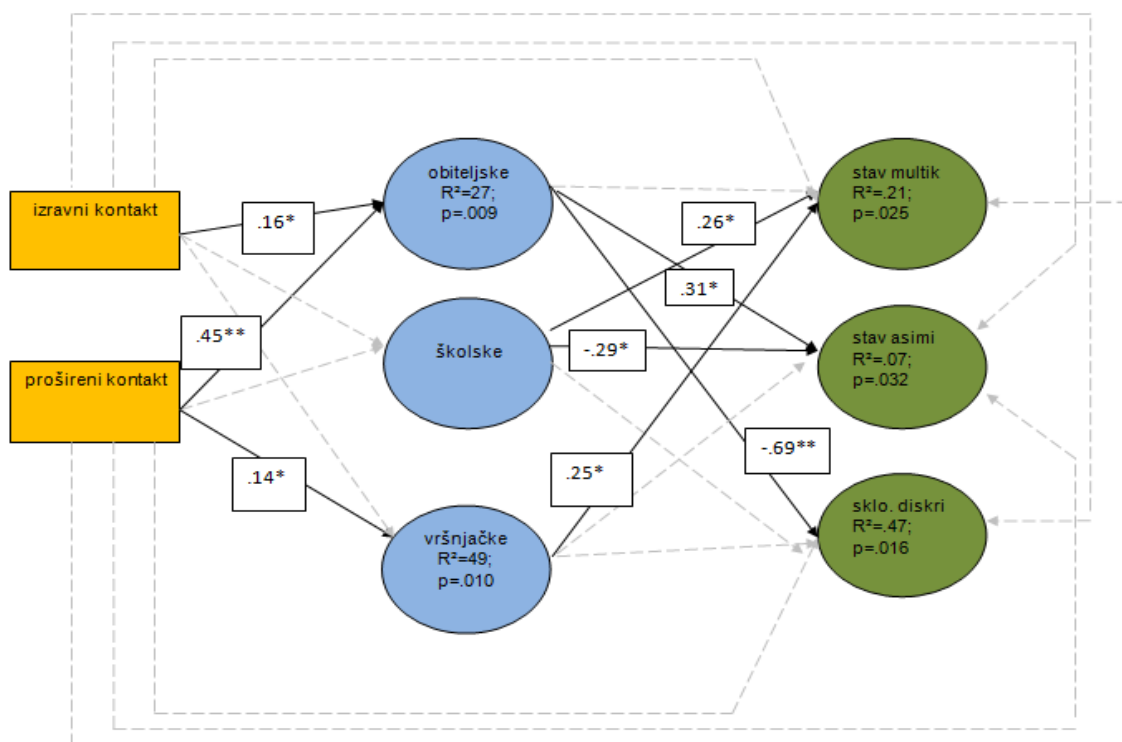 izravni kontakt
prošireni kontakt
.16*
.45**
.14*
obiteljske
R²=27;
p=.009
školske
vršnjačke
R²=49;
p=.010
.26*
.31*
-.29*
-.69**
.25*
stav multik
R²=.21;
p=.025
stav asimi
R²=.07;
p=.032
sklo. diskri
R²=.47;
p=.016